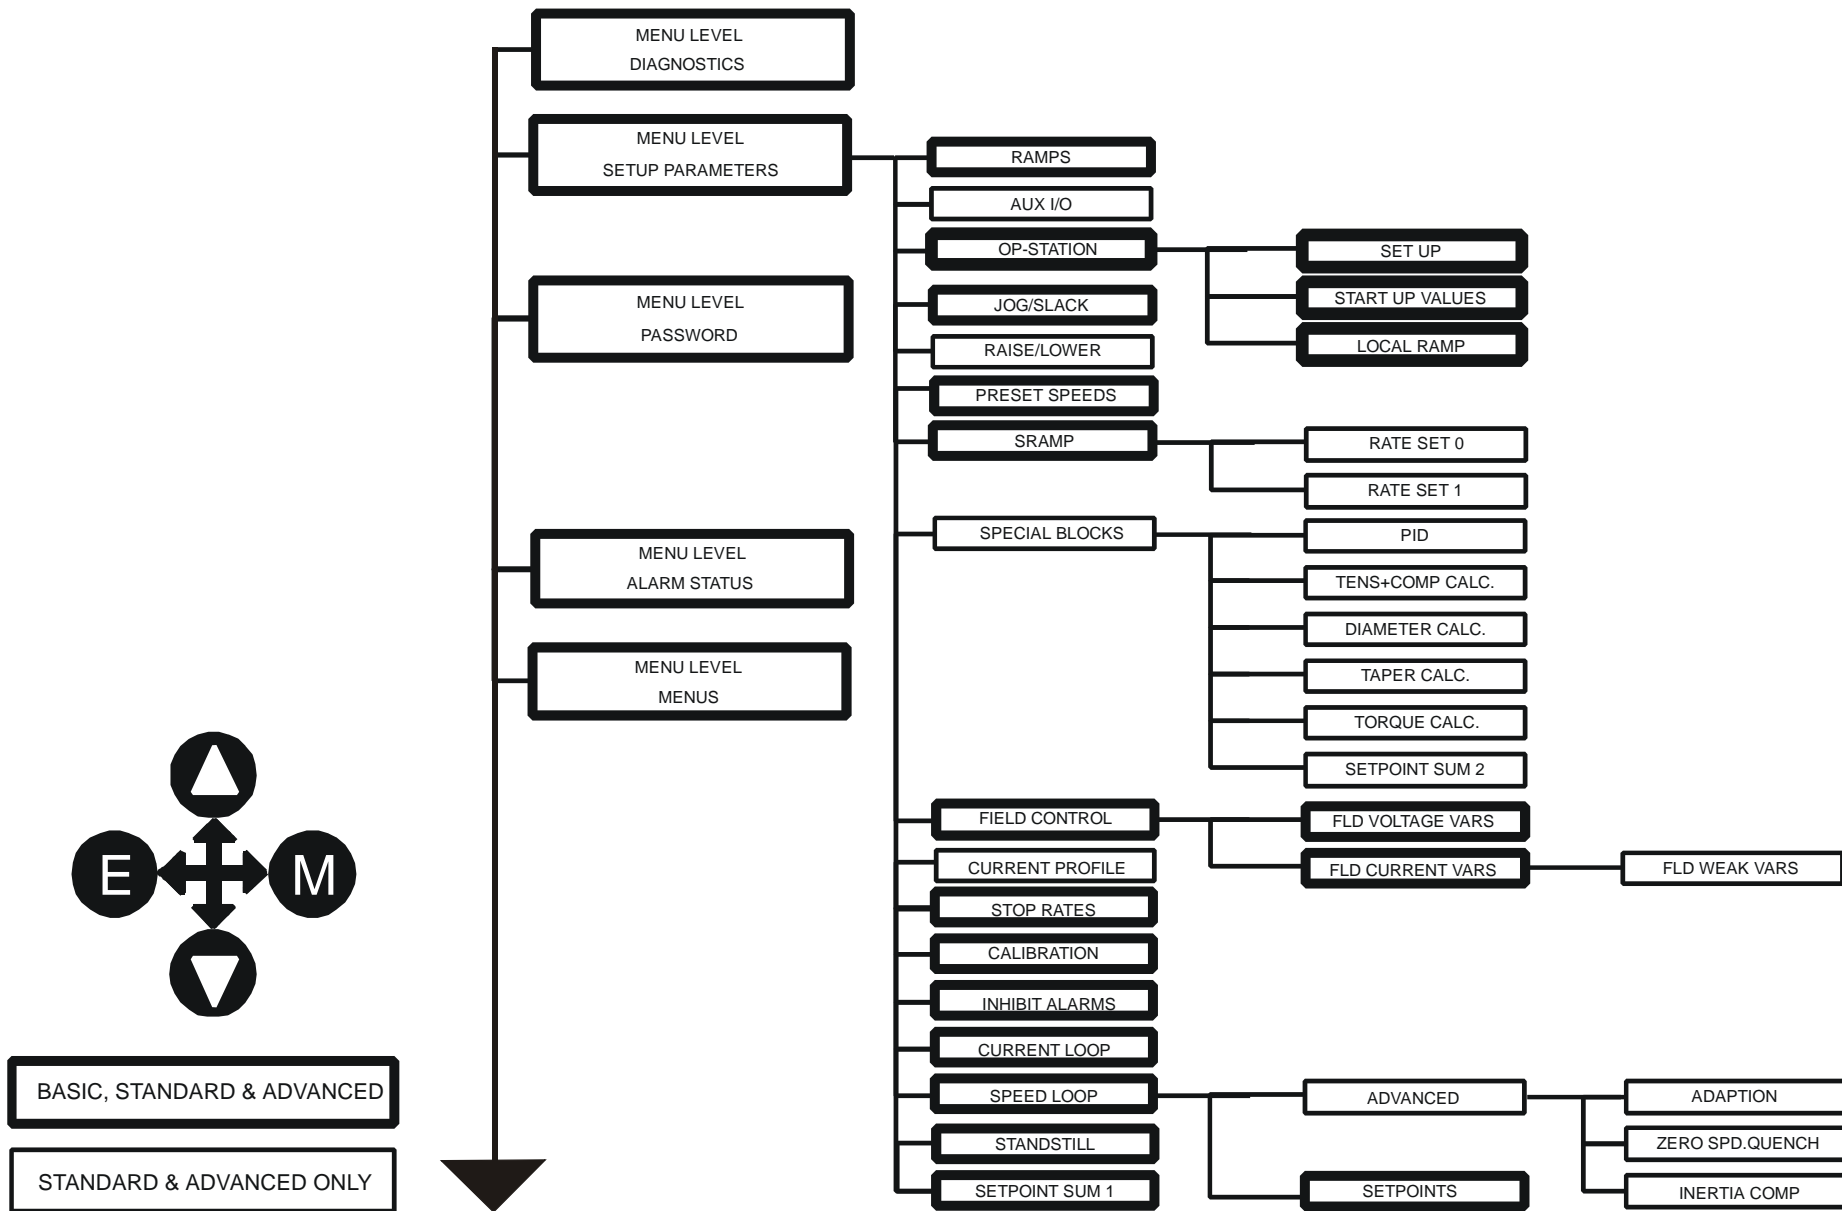 MENU LEVEL
DIAGNOSTICS
MENU LEVEL
SETUP PARAMETERS
MENU LEVEL
PASSWORD
MENU LEVEL
ALARM STATUS
MENU LEVEL
MENUS
RAMPS
AUX I/O
OP-STATION
SET UP
START UP VALUES
LOCAL RAMP
JOG/SLACK
RAISE/LOWER
PRESET SPEEDS
SRAMP
RATE SET 0
RATE SET 1
SPECIAL BLOCKS
PID
TENS+COMP CALC.
DIAMETER CALC.
TAPER CALC.
TORQUE CALC.
SETPOINT SUM 2
FIELD CONTROL
FLD VOLTAGE VARS
FLD CURRENT VARS
FLD WEAK VARS
CURRENT PROFILE
STOP RATES
CALIBRATION
INHIBIT ALARMS
CURRENT LOOP
SPEED LOOP
ADVANCED
ADAPTION
ZERO SPD.QUENCH
INERTIA COMP
SETPOINTS
STANDSTILL
SETPOINT SUM 1
E
M
BASIC, STANDARD & ADVANCED
STANDARD & ADVANCED ONLY